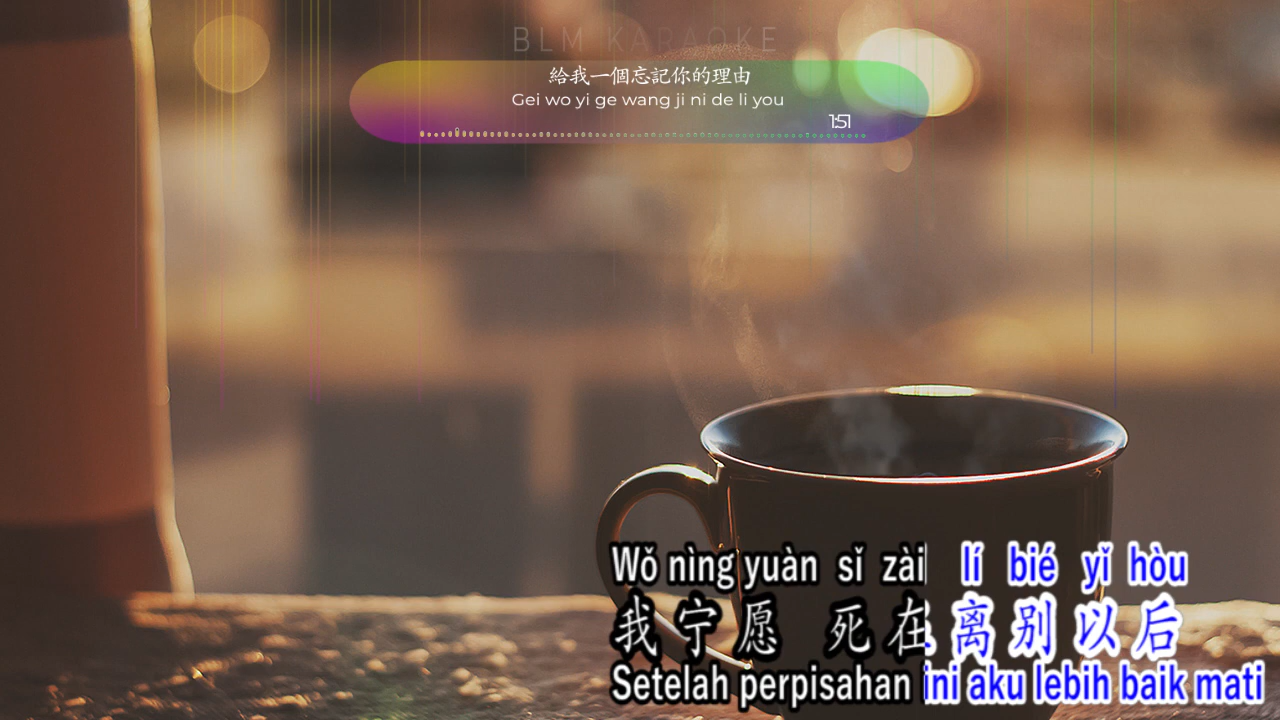 BLM KARAOKE
給我一個忘記你的理由
Gei wo yi ge wang ji ni de li you
1:51
Wǒ nìng yuàn sǐ zài lí bié yǐ hòu
我宁愿 死在离别以后
Setelah perpisahan ini aku lebih baik mati